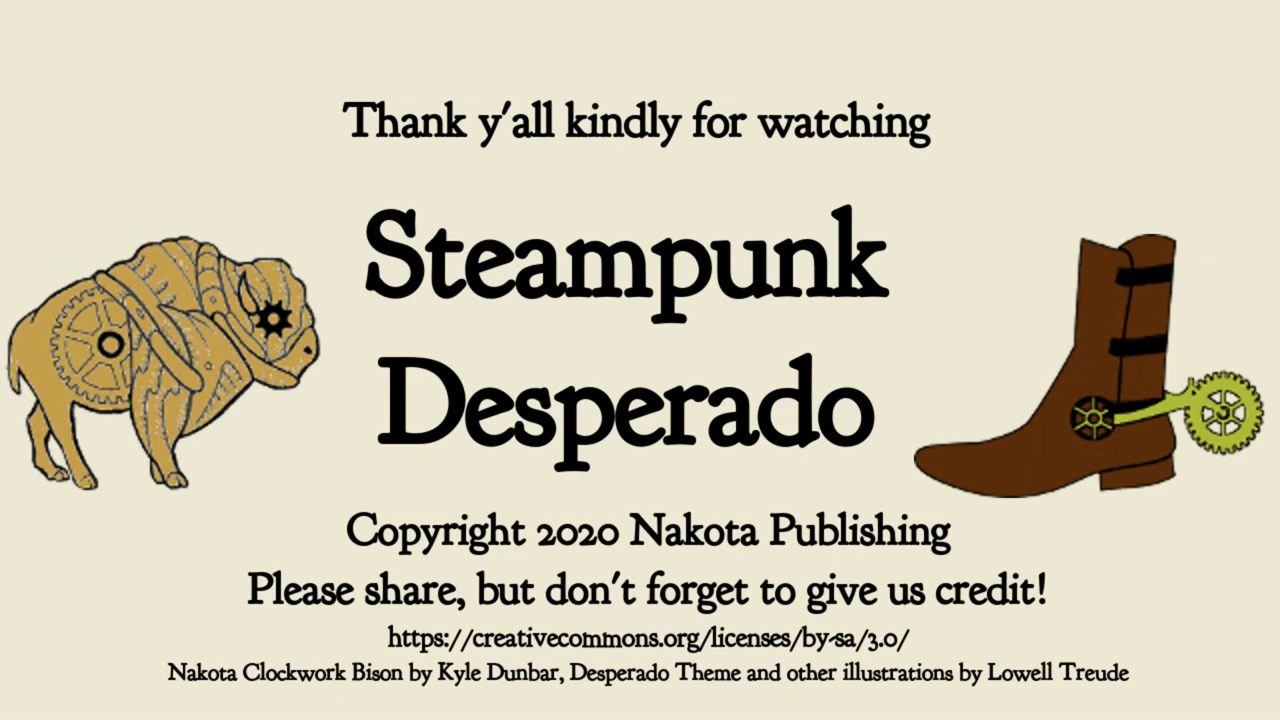 Thank y'all kindly for watching
Steampunk
Desperado
Copyright 2020 Nakota Publishing
Please share, but don't forget to give us credit!
https://creativecommons.org/licenses/by-sa/3.0/
Nakota Clockwork Bison by Kyle Dunbar, Desperado Theme and other illustrations by Lowell Treude